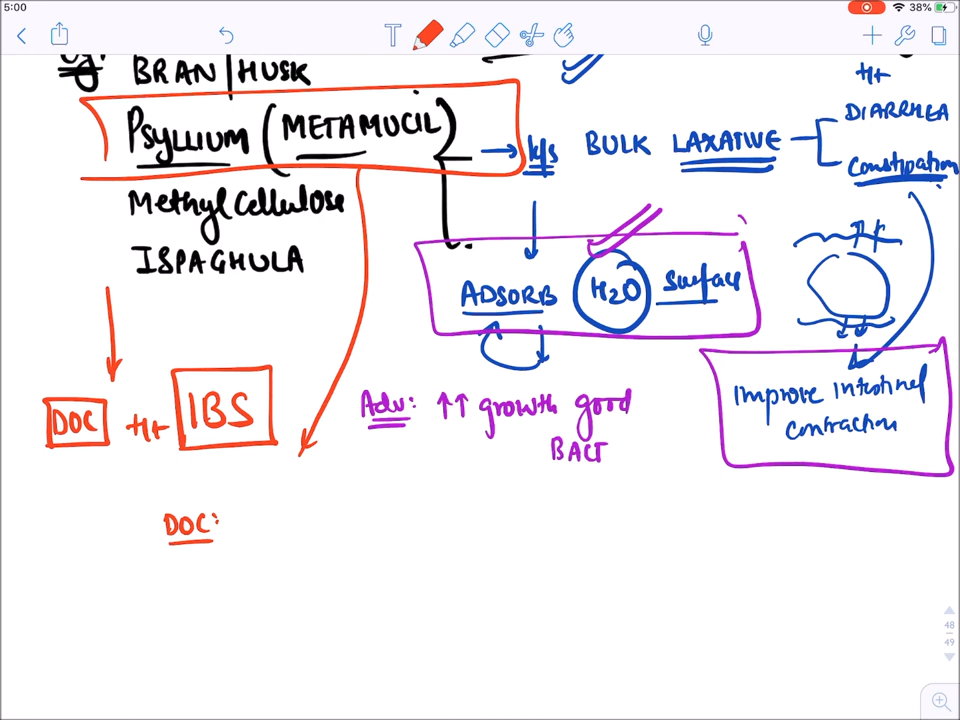 5:00
38%
T
eg:
BRAN/HUSK
Psyllium (METAMUCIL)
Methyl Cellulose
ISPAGHULA
k/s BULK LAXATIVE
DIARRHEA
Constipation
ADSORB H2O surface
Improve Intestinal
contraction
Adv: ↑↑ growth good
BACT
DOC IBS
DOC:
48
49